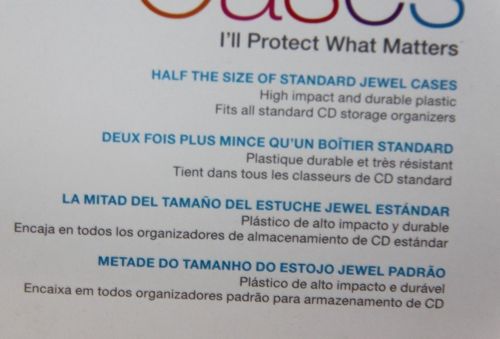 Cases
I'll Protect What Matters
HALF THE SIZE OF STANDARD JEWEL CASES
High impact and durable plastic
Fits all standard CD storage organizers
DEUX FOIS PLUS MINCE QU'UN BOÎTIER STANDARD
Plastique durable et très résistant
Tient dans tous les classeurs de CD standard
LA MITAD DEL TAMAÑO DEL ESTUCHE JEWEL ESTÁNDAR
Plástico de alto impacto y durable
Encaja en todos los organizadores de almacenamiento de CD estándar
METADE DO TAMANHO DO ESTOJO JEWEL PADRÃO
Plástico de alto impacto e durável
Encaixa em todos organizadores padrão para armazenamento de CD